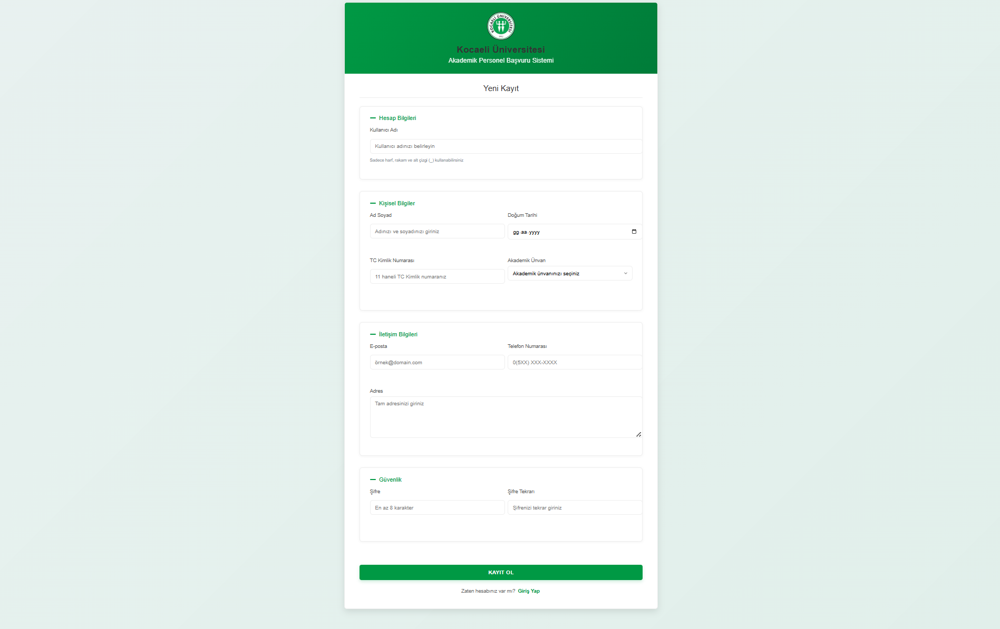 KOCAELİ ÜNİVERSİTESİ
1992
Kocaeli Üniversitesi
Akademik Personel Başvuru Sistemi
Yeni Kayıt
Hesap Bilgileri
Kullanıcı Adı
Kullanıcı adınızı belirleyin
Sadece harf, rakam ve alt çizgi (_) kullanabilirsiniz
Kişisel Bilgiler
Ad Soyad
Doğum Tarihi
Adınızı ve soyadınızı giriniz
gg.aa.yyyy
TC Kimlik Numarası
Akademik Ünvan
11 haneli TC Kimlik numaranız
Akademik ünvanınızı seçiniz
İletişim Bilgileri
E-posta
Telefon Numarası
örnek@domain.com
0(5XX) XXX-XXXX
Adres
Tam adresinizi giriniz
Güvenlik
Şifre
Şifre Tekrarı
En az 8 karakter
Şifrenizi tekrar giriniz
KAYIT OL
Zaten hesabınız var mı? Giriş Yap